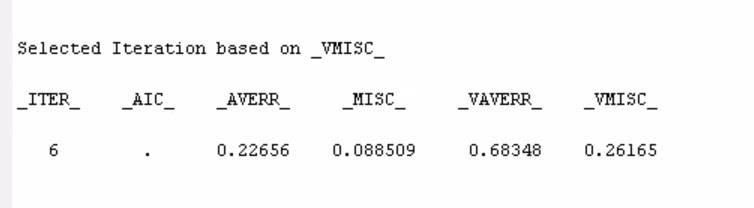 Selected Iteration based on _VMISC_
_ITER_ _AIC_ _AVERR_ _MISC_ _VAVERR_ _VMISC_
6 . 0.22656 0.088509 0.68348 0.26165